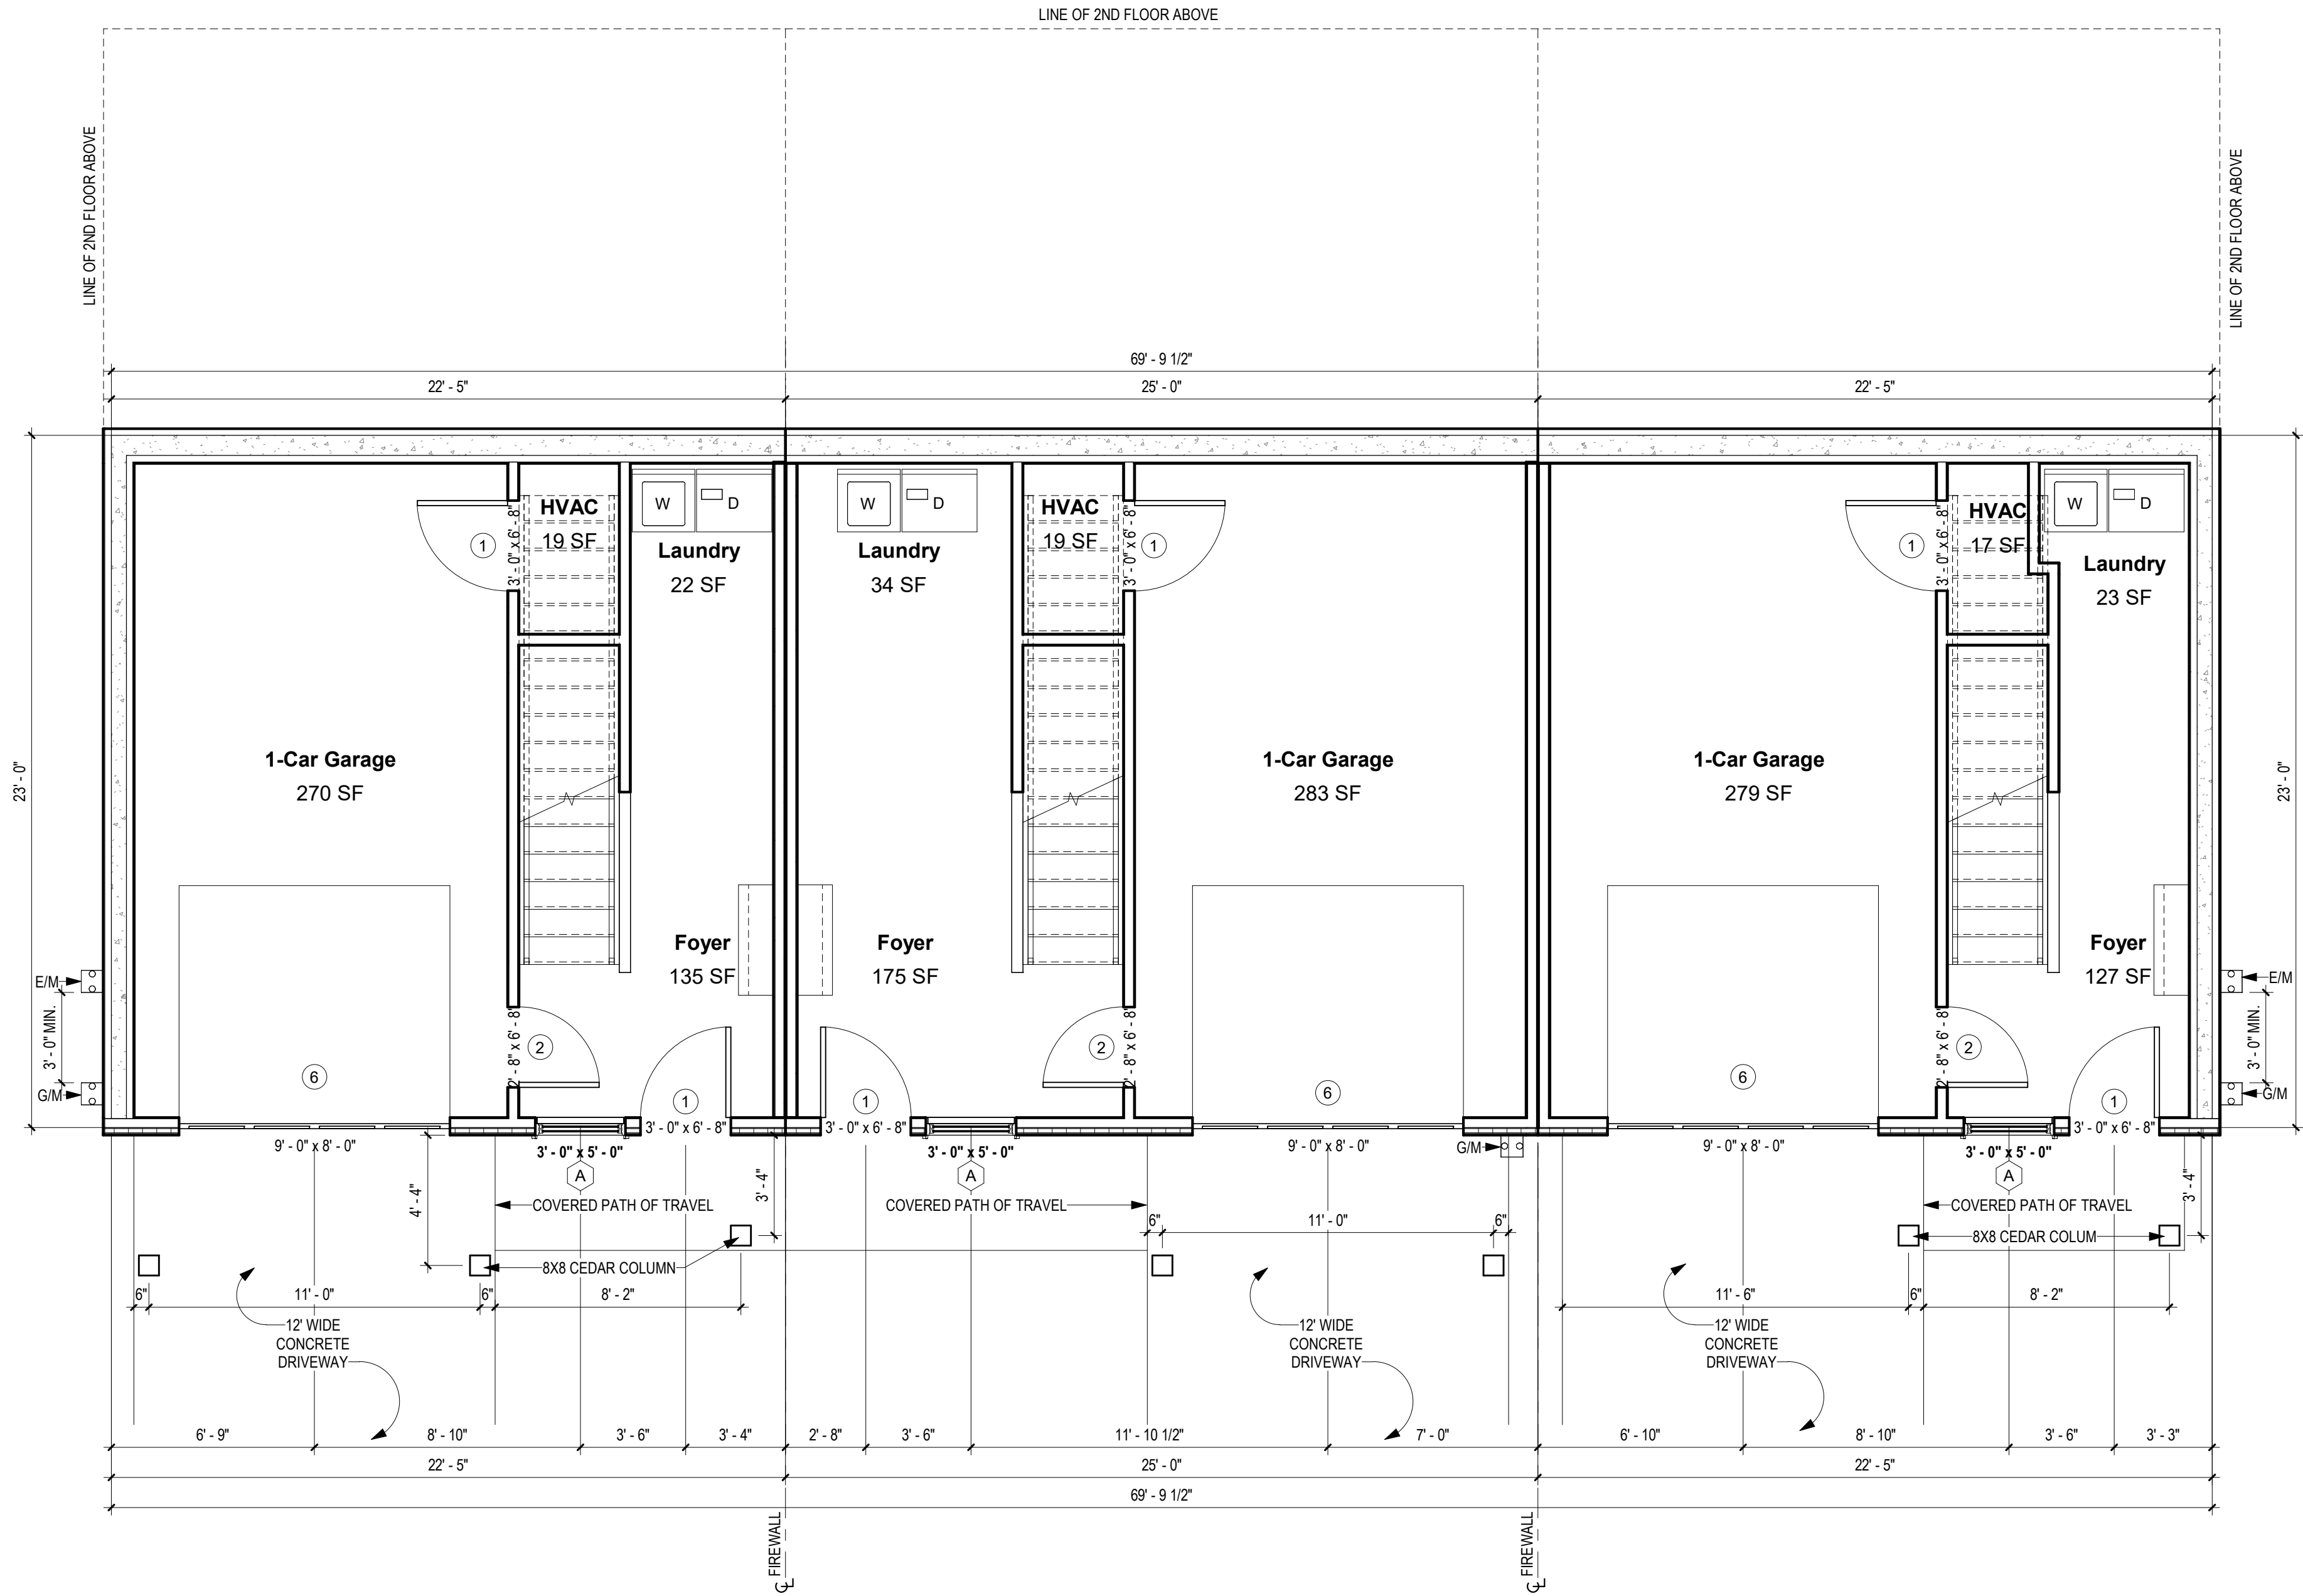 LINE OF 2ND FLOOR ABOVE
LINE OF 2ND FLOOR ABOVE
LINE OF 2ND FLOOR ABOVE
69' - 9 1/2"
22' - 5"
25' - 0"
22' - 5"
HVAC
19 SF
W
D
Laundry
22 SF
W
D
Laundry
34 SF
HVAC
19 SF
HVAC
17 SF
W
D
Laundry
23 SF
1
3' - 0" x 6' - 8"
3' - 0" x 6' - 8"
1
1
3' - 0" x 6' - 8"
23' - 0"
1-Car Garage
270 SF
1-Car Garage
283 SF
1-Car Garage
279 SF
23' - 0"
Foyer
135 SF
Foyer
175 SF
Foyer
127 SF
E/M
3' - 0" MIN.
G/M
E/M
3' - 0" MIN.
G/M
6
2' - 8" x 6' - 8"
2
1
3' - 0" x 6' - 8"
1
3' - 0" x 6' - 8"
2
2' - 8" x 6' - 8"
6
6
2' - 8" x 6' - 8"
2
1
3' - 0" x 6' - 8"
9' - 0" x 8' - 0"
3' - 0" x 5' - 0"
A
3' - 0" x 5' - 0"
A
9' - 0" x 8' - 0"
G/M
9' - 0" x 8' - 0"
3' - 0" x 5' - 0"
A
4' - 4"
COVERED PATH OF TRAVEL
3' - 4"
COVERED PATH OF TRAVEL
COVERED PATH OF TRAVEL
3' - 4"
6"
11' - 0"
6"
8X8 CEDAR COLUMN
8X8 CEDAR COLUM
6"
11' - 0"
6"
8' - 2"
11' - 6"
6"
8' - 2"
12' WIDE
CONCRETE
DRIVEWAY
12' WIDE
CONCRETE
DRIVEWAY
12' WIDE
CONCRETE
DRIVEWAY
6' - 9"
8' - 10"
3' - 6"
3' - 4"
2' - 8"
3' - 6"
11' - 10 1/2"
7' - 0"
6' - 10"
8' - 10"
3' - 6"
3' - 3"
22' - 5"
25' - 0"
22' - 5"
69' - 9 1/2"
CL FIREWALL
CL FIREWALL